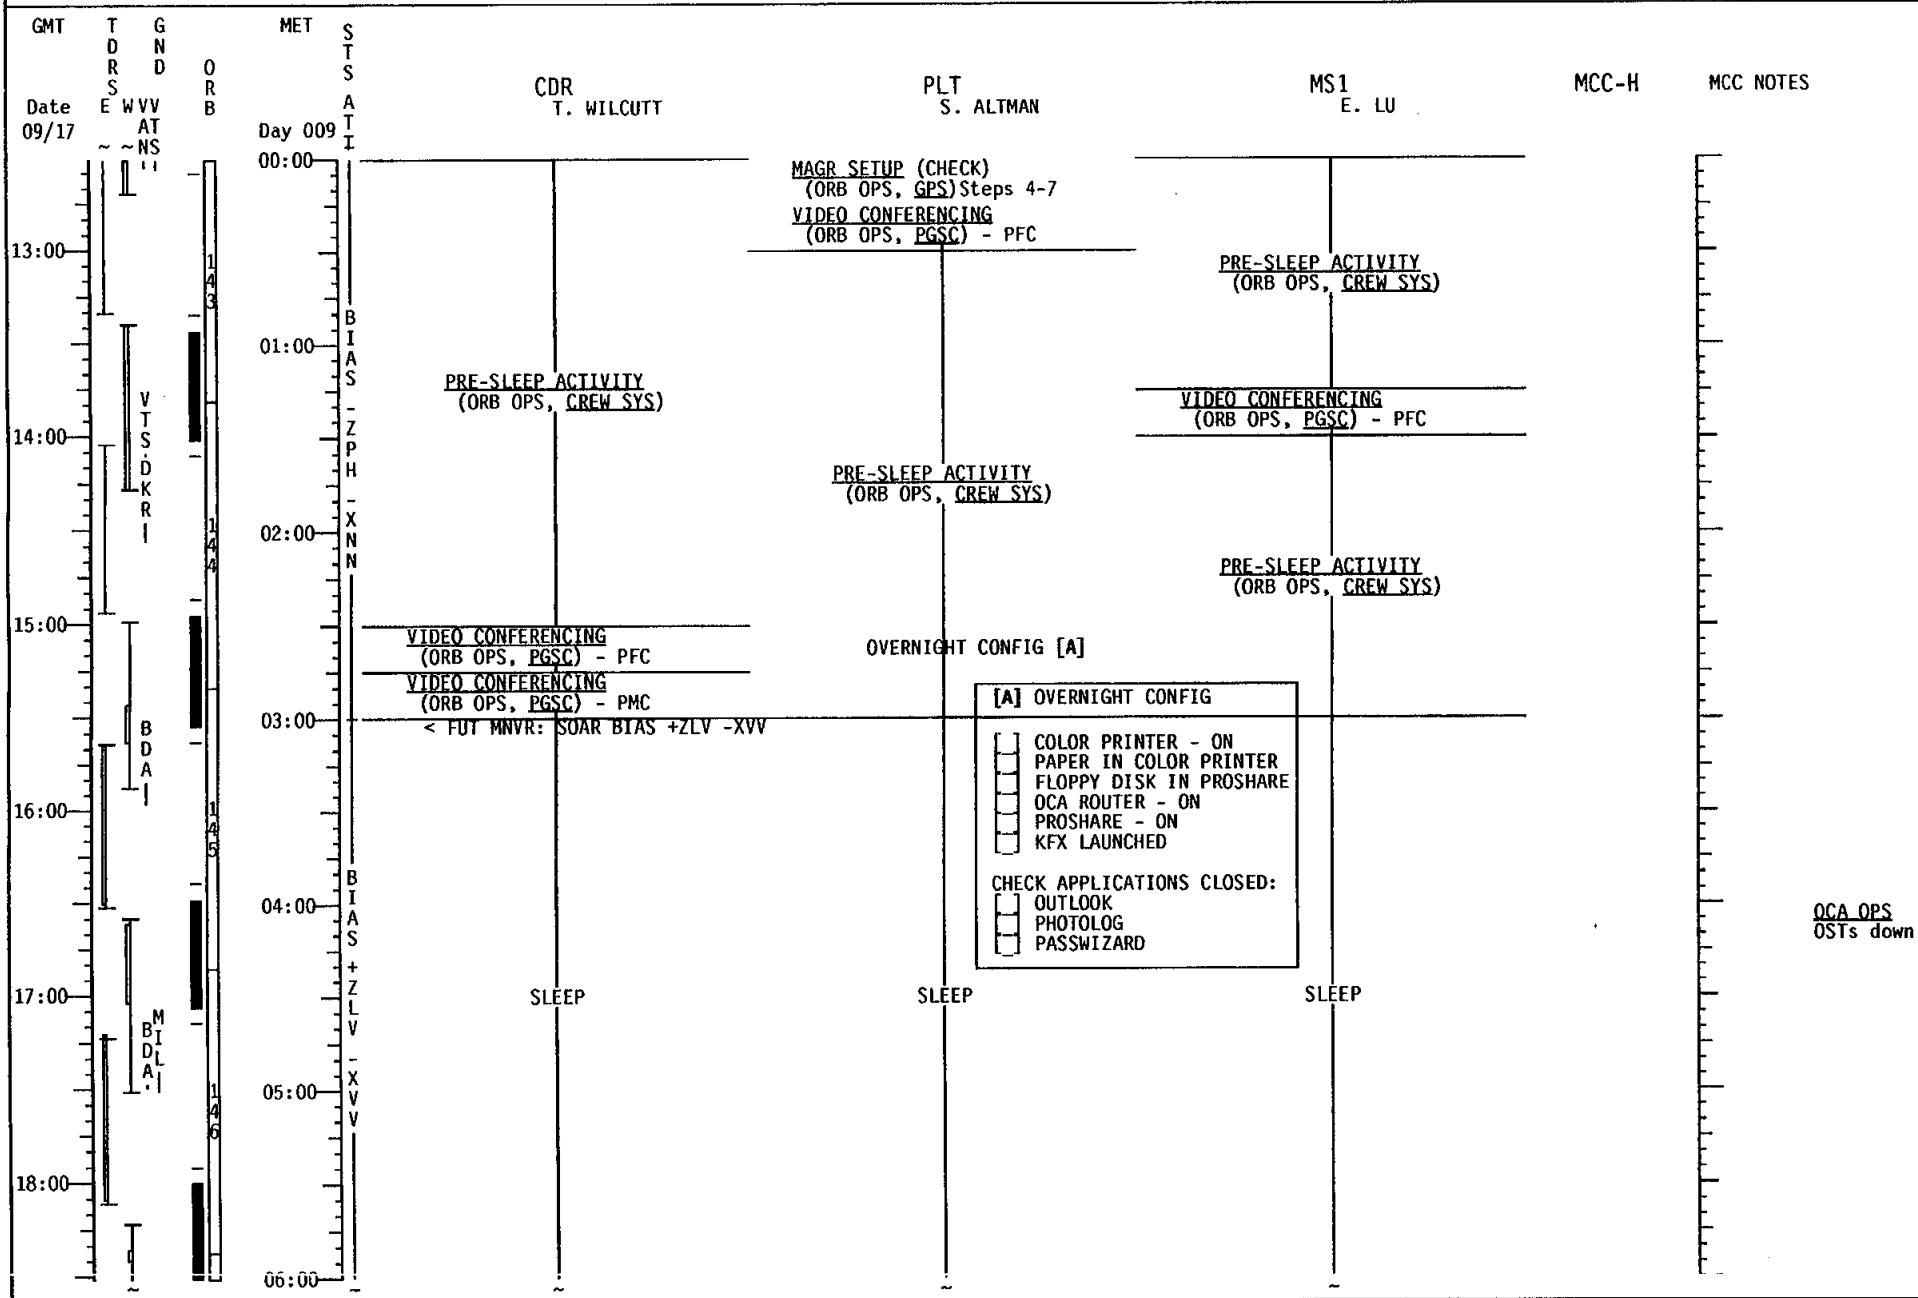 GMT TDRS GND MET STS ATT
ORB
CDR PLT MS1 MCC-H MCC NOTES
Date E W VV T. WILCUTT S. ALTMAN E. LU
09/17 AT Day 009
~ ~ NS
00:00
MAGR SETUP (CHECK)
(ORB OPS, GPS)Steps 4-7
VIDEO CONFERENCING
(ORB OPS, PGSC) - PFC
13:00
143
PRE-SLEEP ACTIVITY
(ORB OPS, CREW SYS)
BIAS -ZPH -XNN
01:00
PRE-SLEEP ACTIVITY
(ORB OPS, CREW SYS)
VIDEO CONFERENCING
(ORB OPS, PGSC) - PFC
VTS.DKR
14:00
PRE-SLEEP ACTIVITY
(ORB OPS, CREW SYS)
144
02:00
PRE-SLEEP ACTIVITY
(ORB OPS, CREW SYS)
15:00
VIDEO CONFERENCING
(ORB OPS, PGSC) - PFC
OVERNIGHT CONFIG [A]
VIDEO CONFERENCING
(ORB OPS, PGSC) - PMC
BDA
03:00
< FUT MNVR: SOAR BIAS +ZLV -XVV
[A] OVERNIGHT CONFIG
COLOR PRINTER - ON
PAPER IN COLOR PRINTER
FLOPPY DISK IN PROSHARE
OCA ROUTER - ON
PROSHARE - ON
KFX LAUNCHED
CHECK APPLICATIONS CLOSED:
OUTLOOK
PHOTOLOG
PASSWIZARD
16:00
145
BIAS +ZLV -XVV
04:00
OCA OPS
OSTs down
17:00
SLEEP SLEEP SLEEP
BDA MIL
05:00
146
18:00
06:00
~ ~ ~ ~